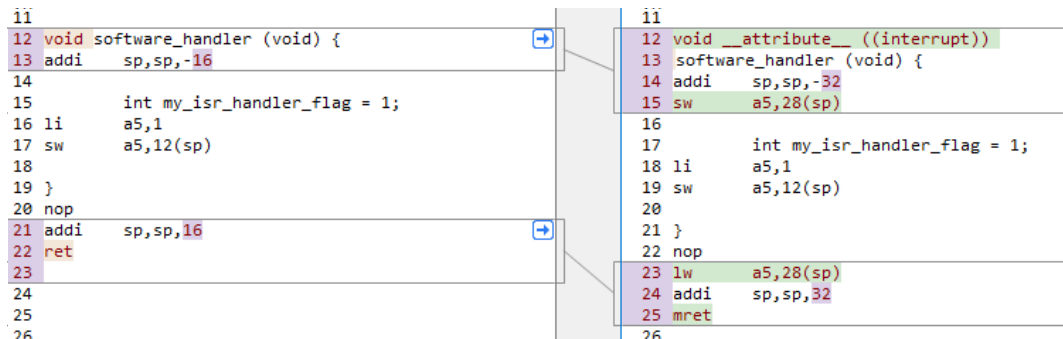 11
12 void software_handler (void) {
13 addi sp,sp,-16
14
15 int my_isr_handler_flag = 1;
16 li a5,1
17 sw a5,12(sp)
18
19 }
20 nop
21 addi sp,sp,16
22 ret
23
24
25
26
11
12 void __attribute__ ((interrupt))
13 software_handler (void) {
14 addi sp,sp,-32
15 sw a5,28(sp)
16
17 int my_isr_handler_flag = 1;
18 li a5,1
19 sw a5,12(sp)
20
21 }
22 nop
23 lw a5,28(sp)
24 addi sp,sp,32
25 mret
26